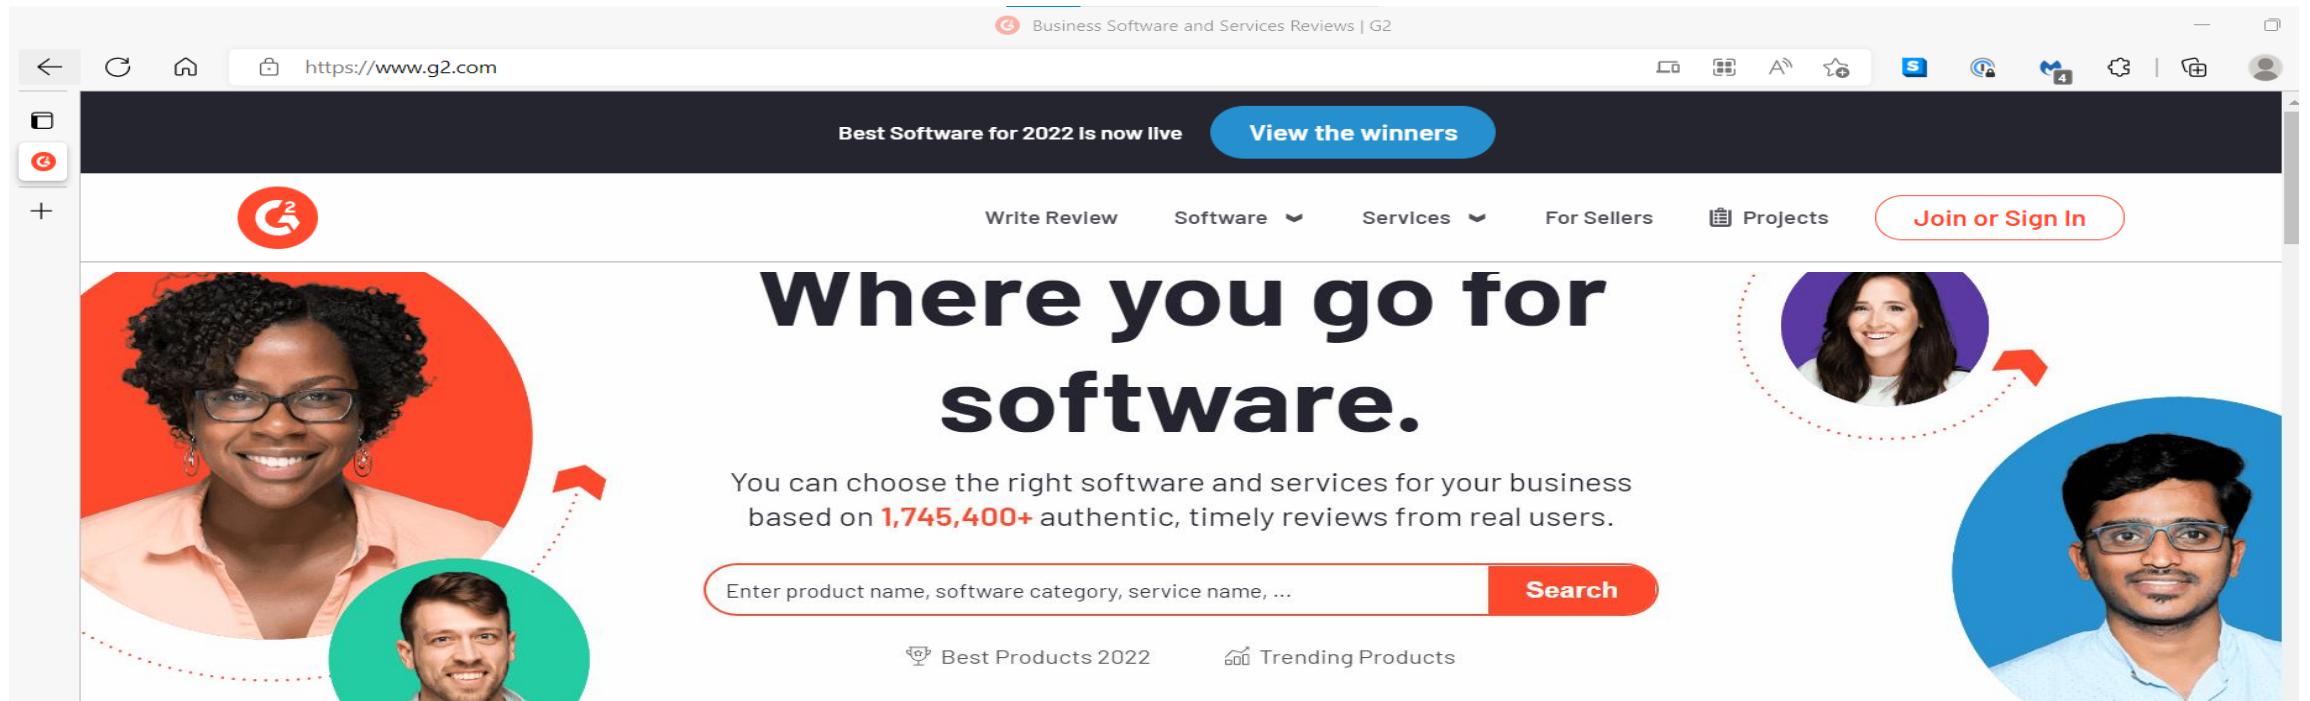 Business Software and Services Reviews | G2
https://www.g2.com
Best Software for 2022 is now live
View the winners
G2
Write Review
Software
Services
For Sellers
Projects
Join or Sign In
Where you go for
software.
You can choose the right software and services for your business
based on 1,745,400+ authentic, timely reviews from real users.
Enter product name, software category, service name, ...
Search
Best Products 2022
Trending Products
S
4